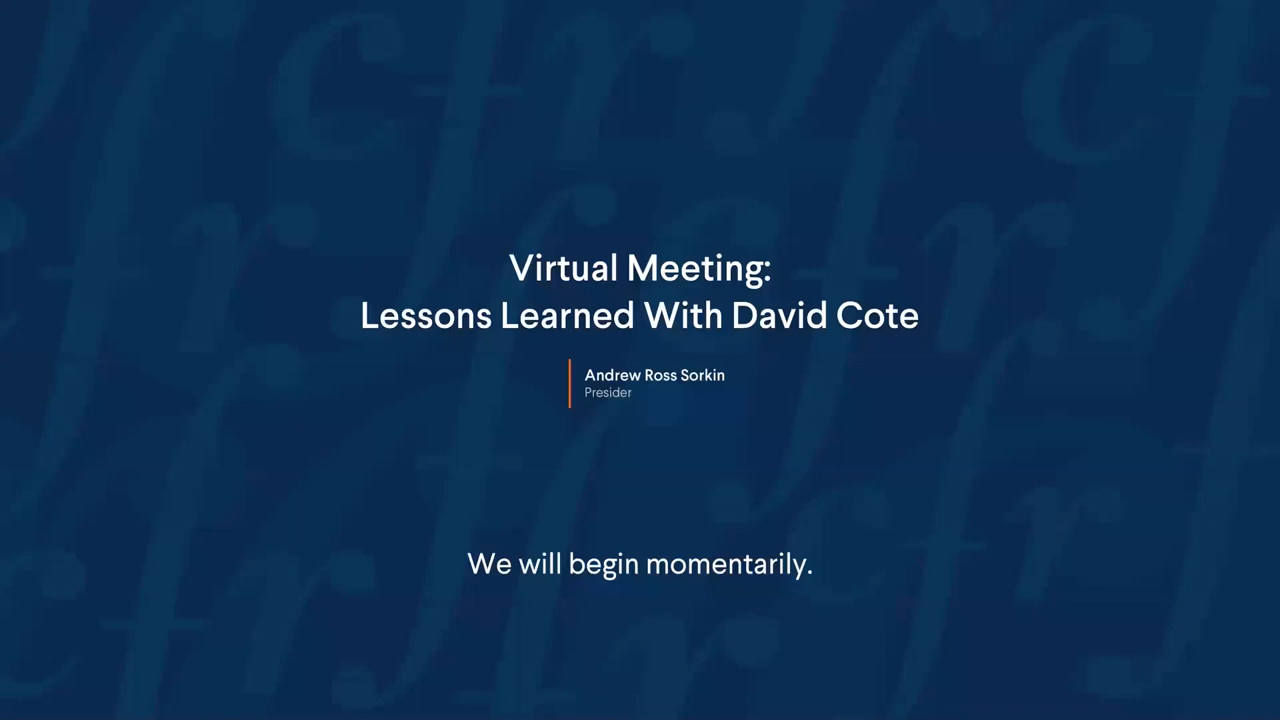 Virtual Meeting:
Lessons Learned With David Cote
Andrew Ross Sorkin
Presider
We will begin momentarily.